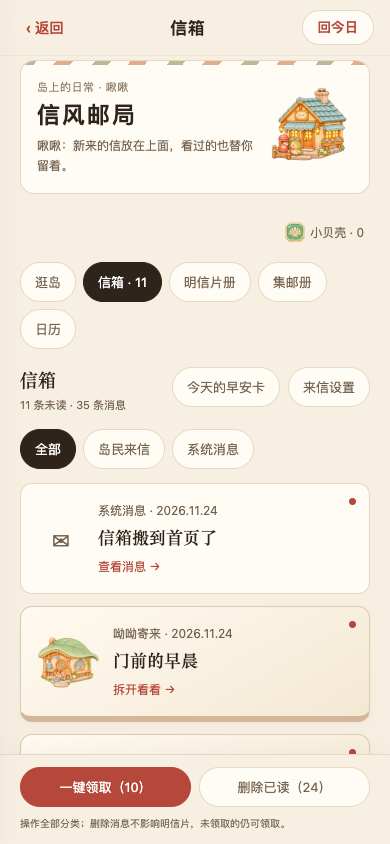 ‹ 返回
信箱
回今日
岛上的日常 · 啾啾
信风邮局
啾啾：新来的信放在上面，看过的也替你
留着。
小贝壳 · 0
逛岛
信箱 · 11
明信片册
集邮册
日历
信箱
11 条未读 · 35 条消息
今天的早安卡
来信设置
全部
岛民来信
系统消息
系统消息 · 2026.11.24
信箱搬到首页了
查看消息 →
呦呦寄来 · 2026.11.24
门前的早晨
拆开看看 →
一键领取（10）
删除已读（24）
操作全部分类；删除消息不影响明信片，未领取的仍可领取。